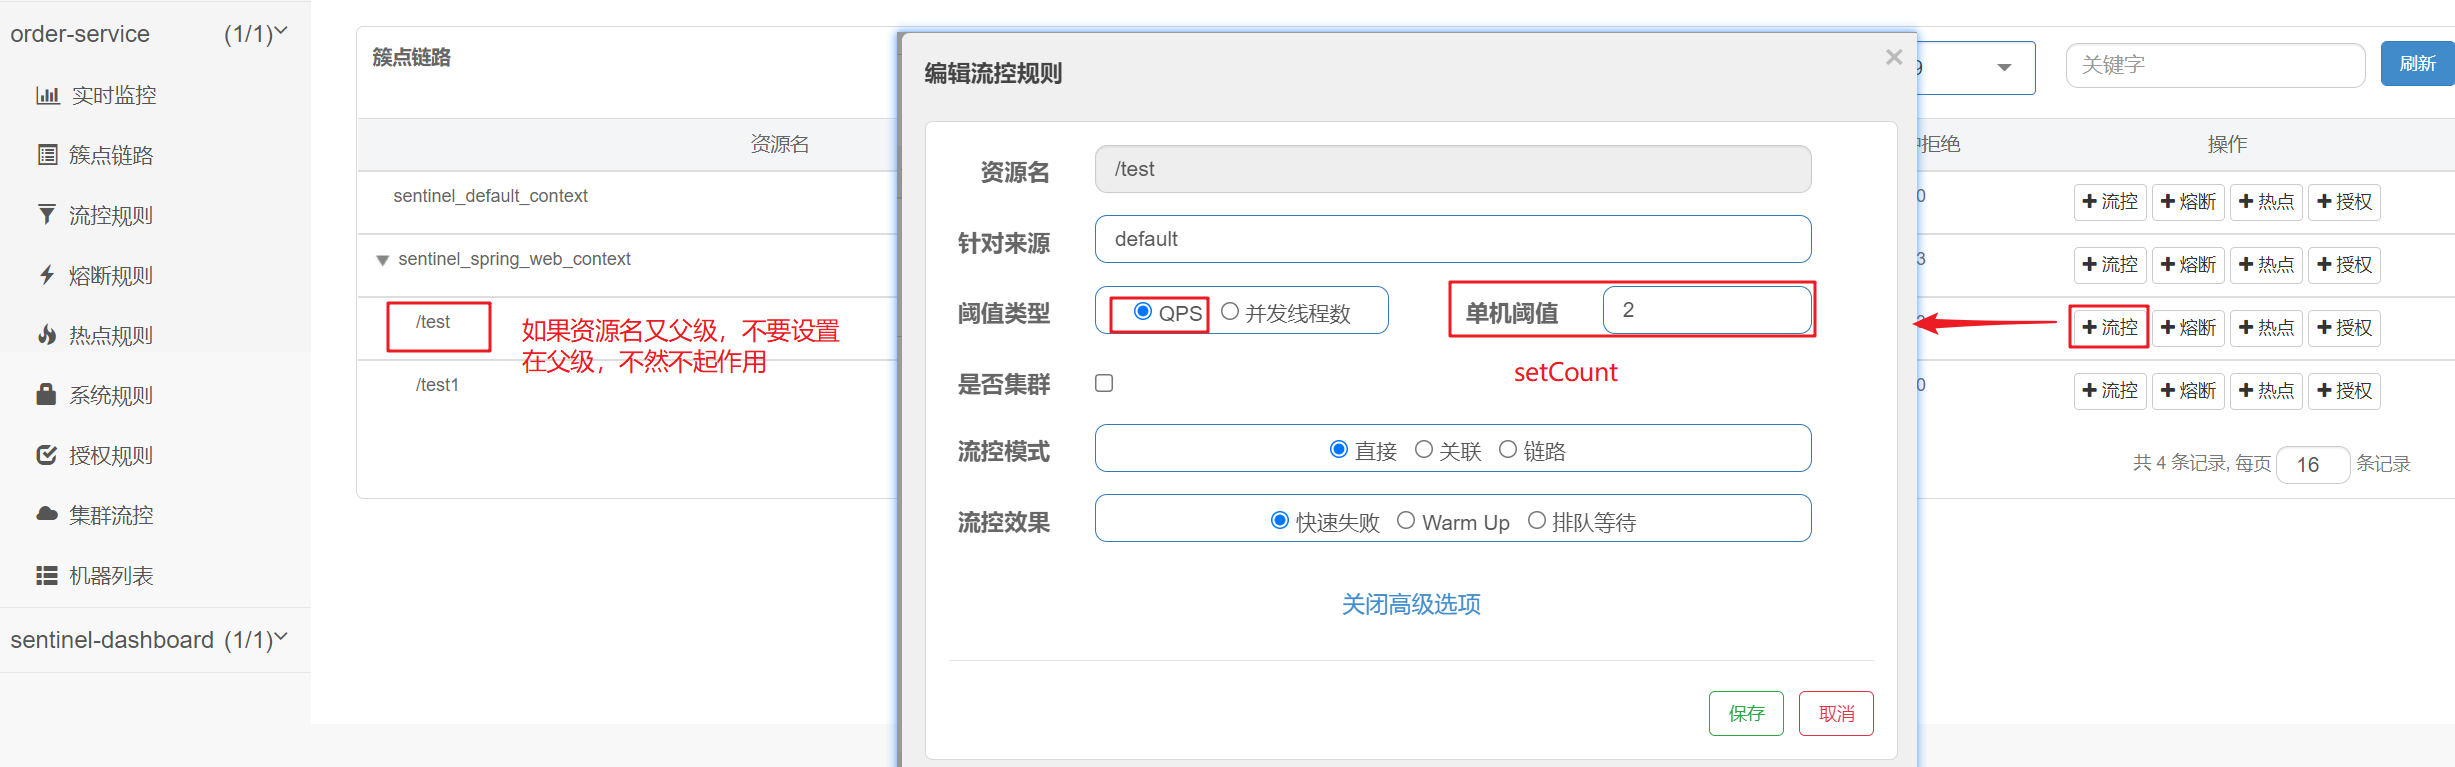 order-service (1/1)
实时监控
簇点链路
流控规则
熔断规则
热点规则
系统规则
授权规则
集群流控
机器列表
sentinel-dashboard (1/1)
簇点链路
关键字
刷新
资源名
拒绝
操作
sentinel_default_context
0
流控 熔断 热点 授权
sentinel_spring_web_context
3
流控 熔断 热点 授权
/test
如果资源名又父级，不要设置
在父级，不然不起作用
流控 熔断 热点 授权
/test1
0
流控 熔断 热点 授权
共 4 条记录, 每页 16 条记录
编辑流控规则
×
资源名 /test
针对来源 default
阈值类型 QPS 并发线程数 单机阈值 2
setCount
是否集群
流控模式 直接 关联 链路
流控效果 快速失败 Warm Up 排队等待
关闭高级选项
保存 取消